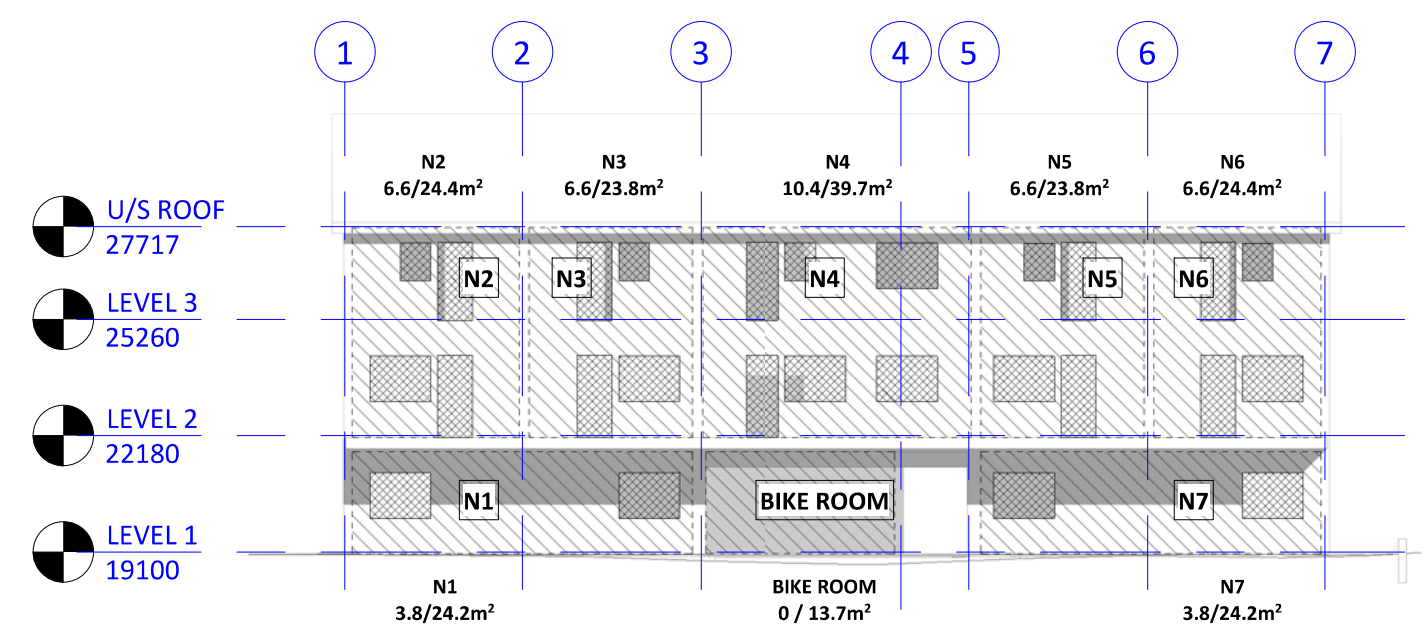 1 2 3 4 5 6 7
N2 N3 N4 N5 N6
6.6/24.4m² 6.6/23.8m² 10.4/39.7m² 6.6/23.8m² 6.6/24.4m²
U/S ROOF
27717
N2 N3 N4 N5 N6
LEVEL 3
25260
LEVEL 2
22180
N1 BIKE ROOM N7
LEVEL 1
19100
N1 BIKE ROOM N7
3.8/24.2m² 0 / 13.7m² 3.8/24.2m²